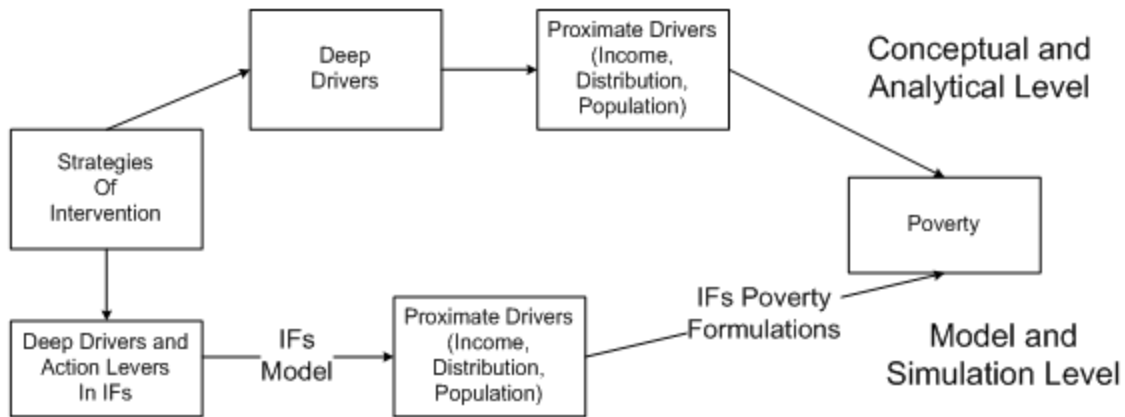 Deep
Drivers
Proximate Drivers
(Income,
Distribution,
Population)
Conceptual and
Analytical Level
Strategies
Of
Intervention
Poverty
Deep Drivers and
Action Levers
In IFs
IFs
Model
Proximate Drivers
(Income,
Distribution,
Population)
IFs Poverty
Formulations
Model and
Simulation Level